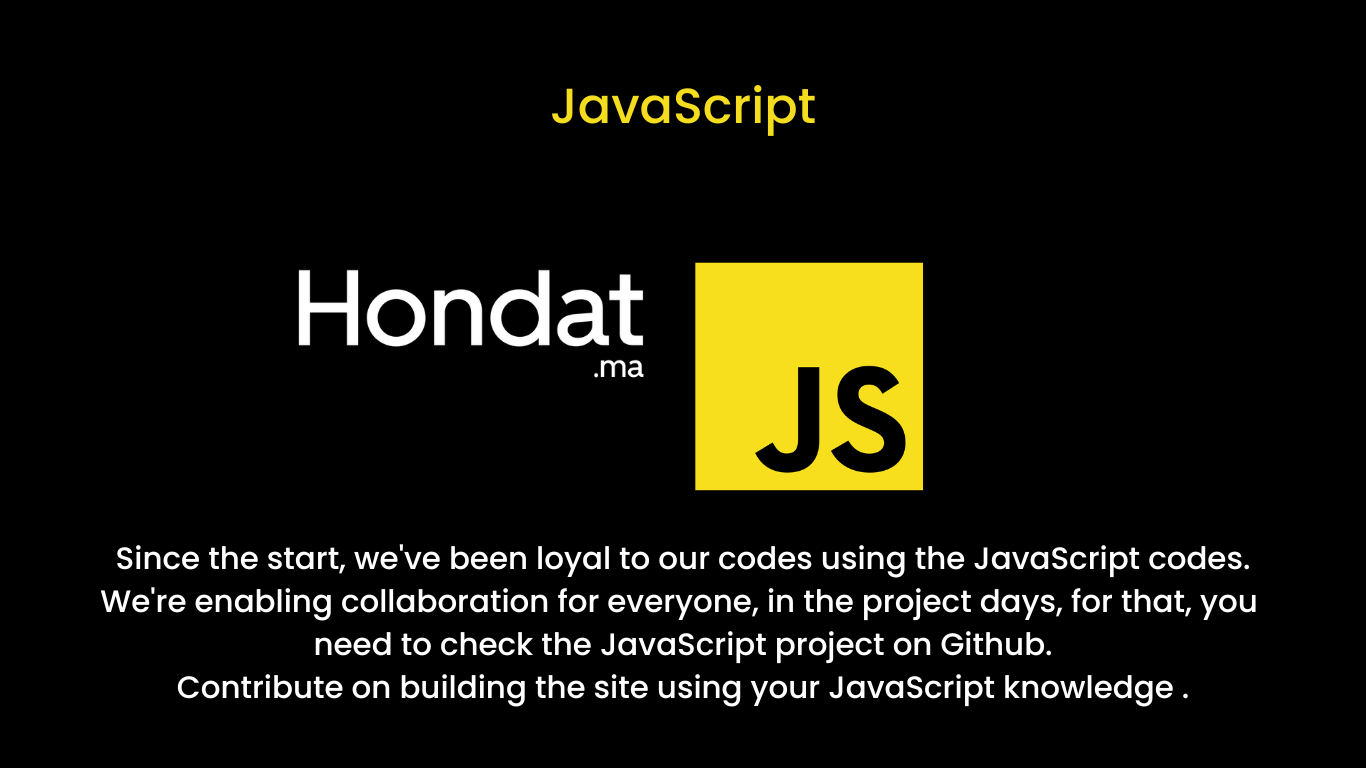 JavaScript
Hondat
.ma
JS
Since the start, we've been loyal to our codes using the JavaScript codes.
We're enabling collaboration for everyone, in the project days, for that, you
need to check the JavaScript project on Github.
Contribute on building the site using your JavaScript knowledge .